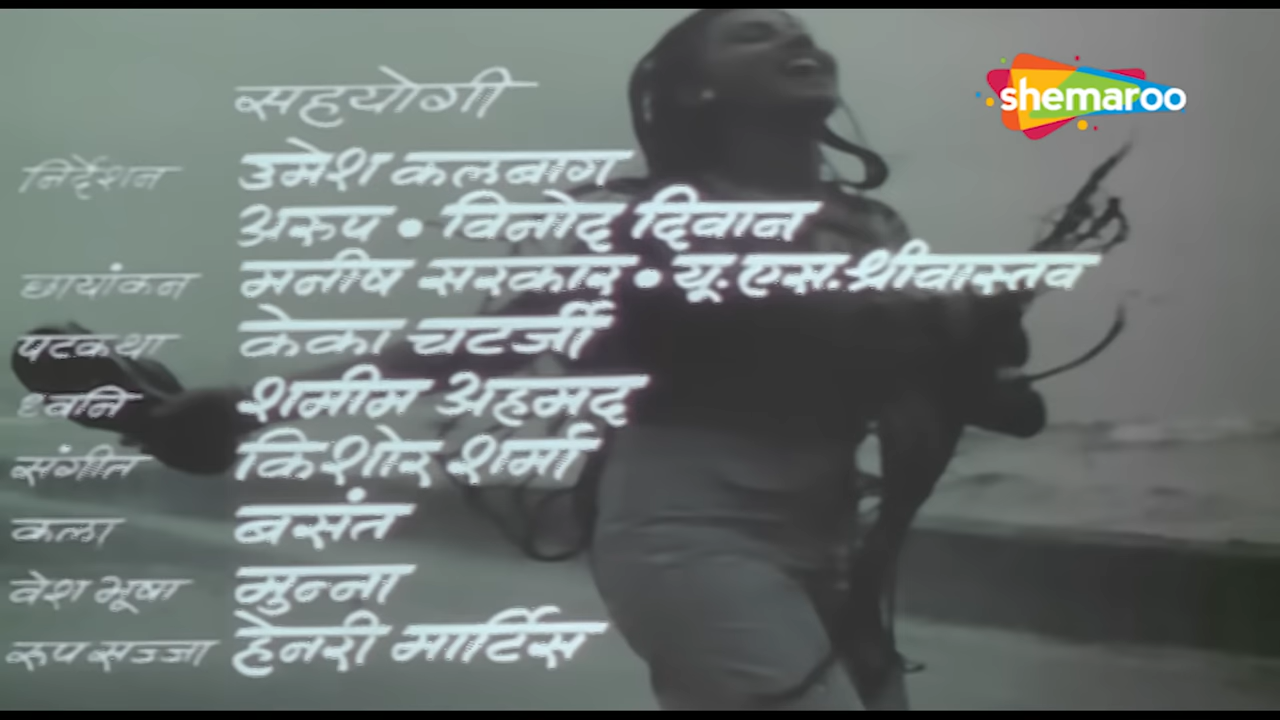 shemaroo
सहयोगी
निर्देशन उमेश कलबाग
अरुप • विनोद दिवान
छायांकन मनीष सरकार • यू. एस. श्रीवास्तव
पटकथा केका चटर्जी
ध्वनि शमीम अहमद
संगीत किशोर शर्मा
कला बसंत
वेश भूषा मुन्ना
रुप सज्जा हेनरी मार्टिस